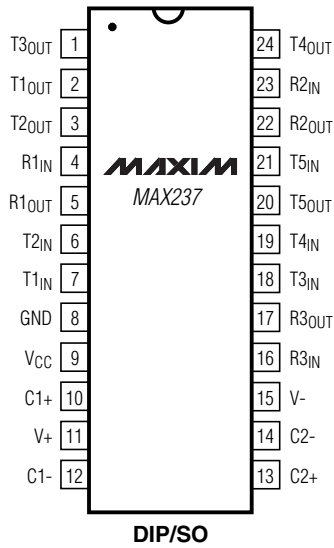 T3OUT 1 24 T4OUT
T1OUT 2 23 R2IN
T2OUT 3 22 R2OUT
R1IN 4 MAXIM 21 T5IN
R1OUT 5 MAX237 20 T5OUT
T2IN 6 19 T4IN
T1IN 7 18 T3IN
GND 8 17 R3OUT
VCC 9 16 R3IN
C1+ 10 15 V-
V+ 11 14 C2-
C1- 12 13 C2+
DIP/SO